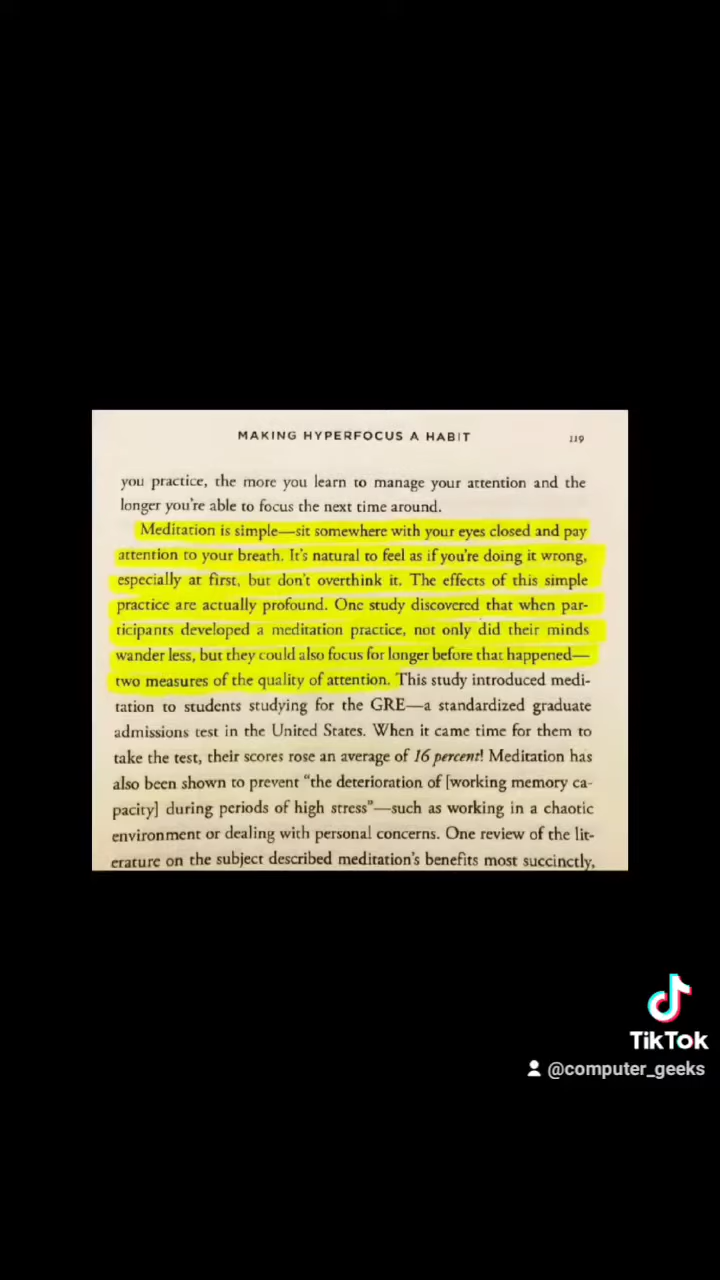 MAKING HYPERFOCUS A HABIT 119
you practice, the more you learn to manage your attention and the
longer you're able to focus the next time around.
Meditation is simple—sit somewhere with your eyes closed and pay
attention to your breath. It's natural to feel as if you're doing it wrong,
especially at first, but don't overthink it. The effects of this simple
practice are actually profound. One study discovered that when par-
ticipants developed a meditation practice, not only did their minds
wander less, but they could also focus for longer before that happened—
two measures of the quality of attention. This study introduced medi-
tation to students studying for the GRE—a standardized graduate
admissions test in the United States. When it came time for them to
take the test, their scores rose an average of 16 percent! Meditation has
also been shown to prevent "the deterioration of [working memory ca-
pacity] during periods of high stress"—such as working in a chaotic
environment or dealing with personal concerns. One review of the lit-
erature on the subject described meditation's benefits most succinctly,
TikTok
@computer_geeks